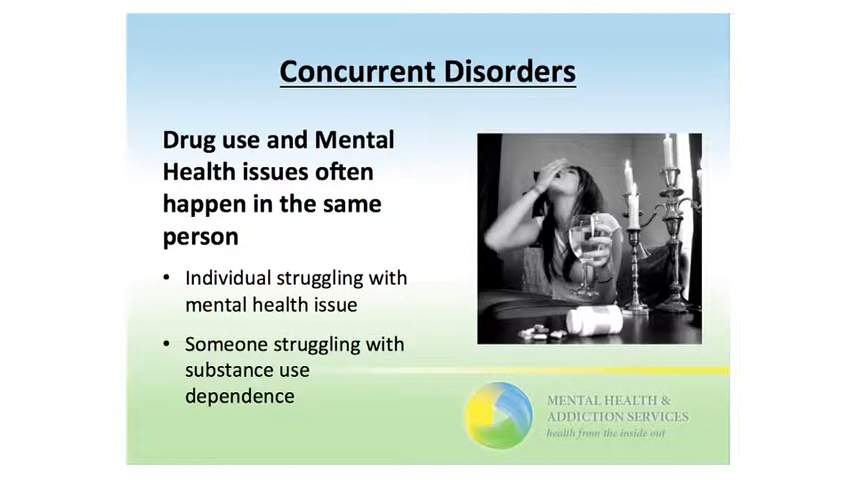 Concurrent Disorders
Drug use and Mental
Health issues often
happen in the same
person
• Individual struggling with
mental health issue
• Someone struggling with
substance use
dependence
MENTAL HEALTH &
ADDICTION SERVICES
health from the inside out